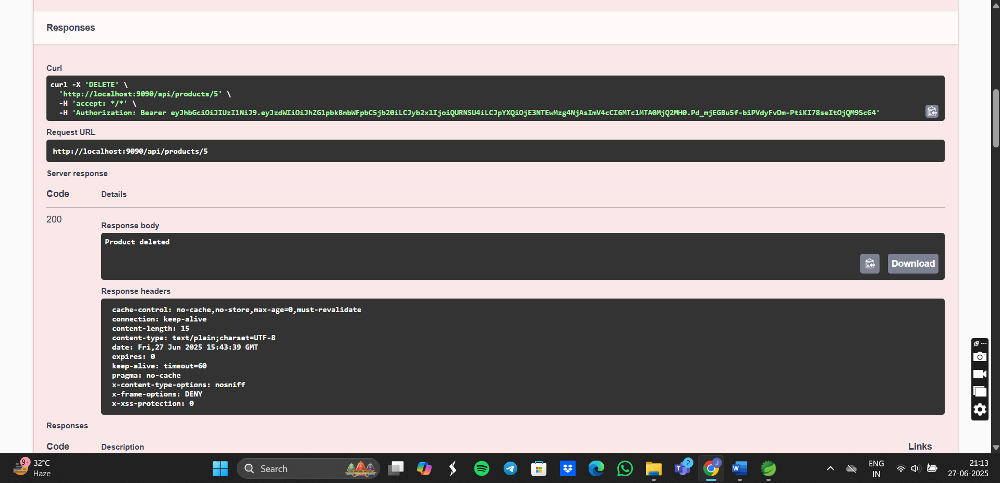 Responses
Curl
curl -X 'DELETE' \
'http://localhost:9090/api/products/5' \
-H 'accept: */*' \
-H 'Authorization: Bearer eyJhbGciOiJIUzI1NiJ9.eyJzdWIiOiJhZG1pbkBnbWFpbC5jb20iLCJyb2xlIjoiQURNSU4iLCJpYXQiOjE3NTEwMzg4NjAsImV4cCI6MTc1MTA0MjQ2MH0.Pd_mjEGBu5f-biPVdyFvDm-PtiKI78seItOjQM9ScG4'
Request URL
http://localhost:9090/api/products/5
Server response
Code Details
200
Response body
Product deleted
Download
Response headers
cache-control: no-cache,no-store,max-age=0,must-revalidate
connection: keep-alive
content-length: 15
content-type: text/plain;charset=UTF-8
date: Fri,27 Jun 2025 15:43:39 GMT
expires: 0
keep-alive: timeout=60
pragma: no-cache
x-content-type-options: nosniff
x-frame-options: DENY
x-xss-protection: 0
Responses
Code Description Links
9+ 32°C
Haze
Search
2
J
ENG
IN
21:13
27-06-2025